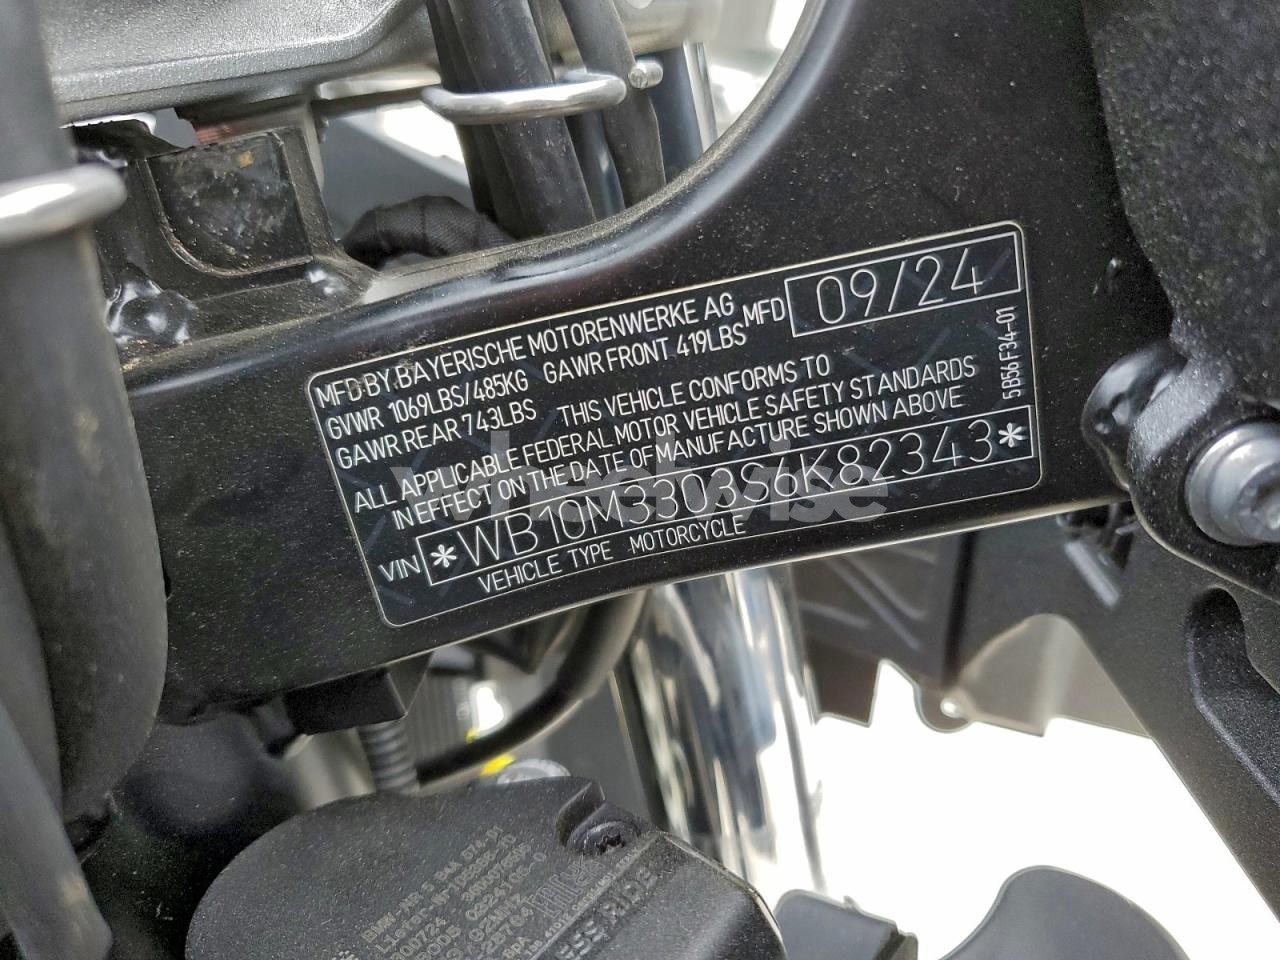 MFD BY BAYERISCHE MOTORENWERKE AG
MFD 09/24
GVWR 1069LBS/485KG GAWR FRONT 419LBS
GAWR REAR 743LBS THIS VEHICLE CONFORMS TO
ALL APPLICABLE FEDERAL MOTOR VEHICLE SAFETY STANDARDS
IN EFFECT ON THE DATE OF MANUFACTURE SHOWN ABOVE
VIN *WB10M3303S6K82343*
VEHICLE TYPE MOTORCYCLE
5B56F34-01
wheelwise
RIDE